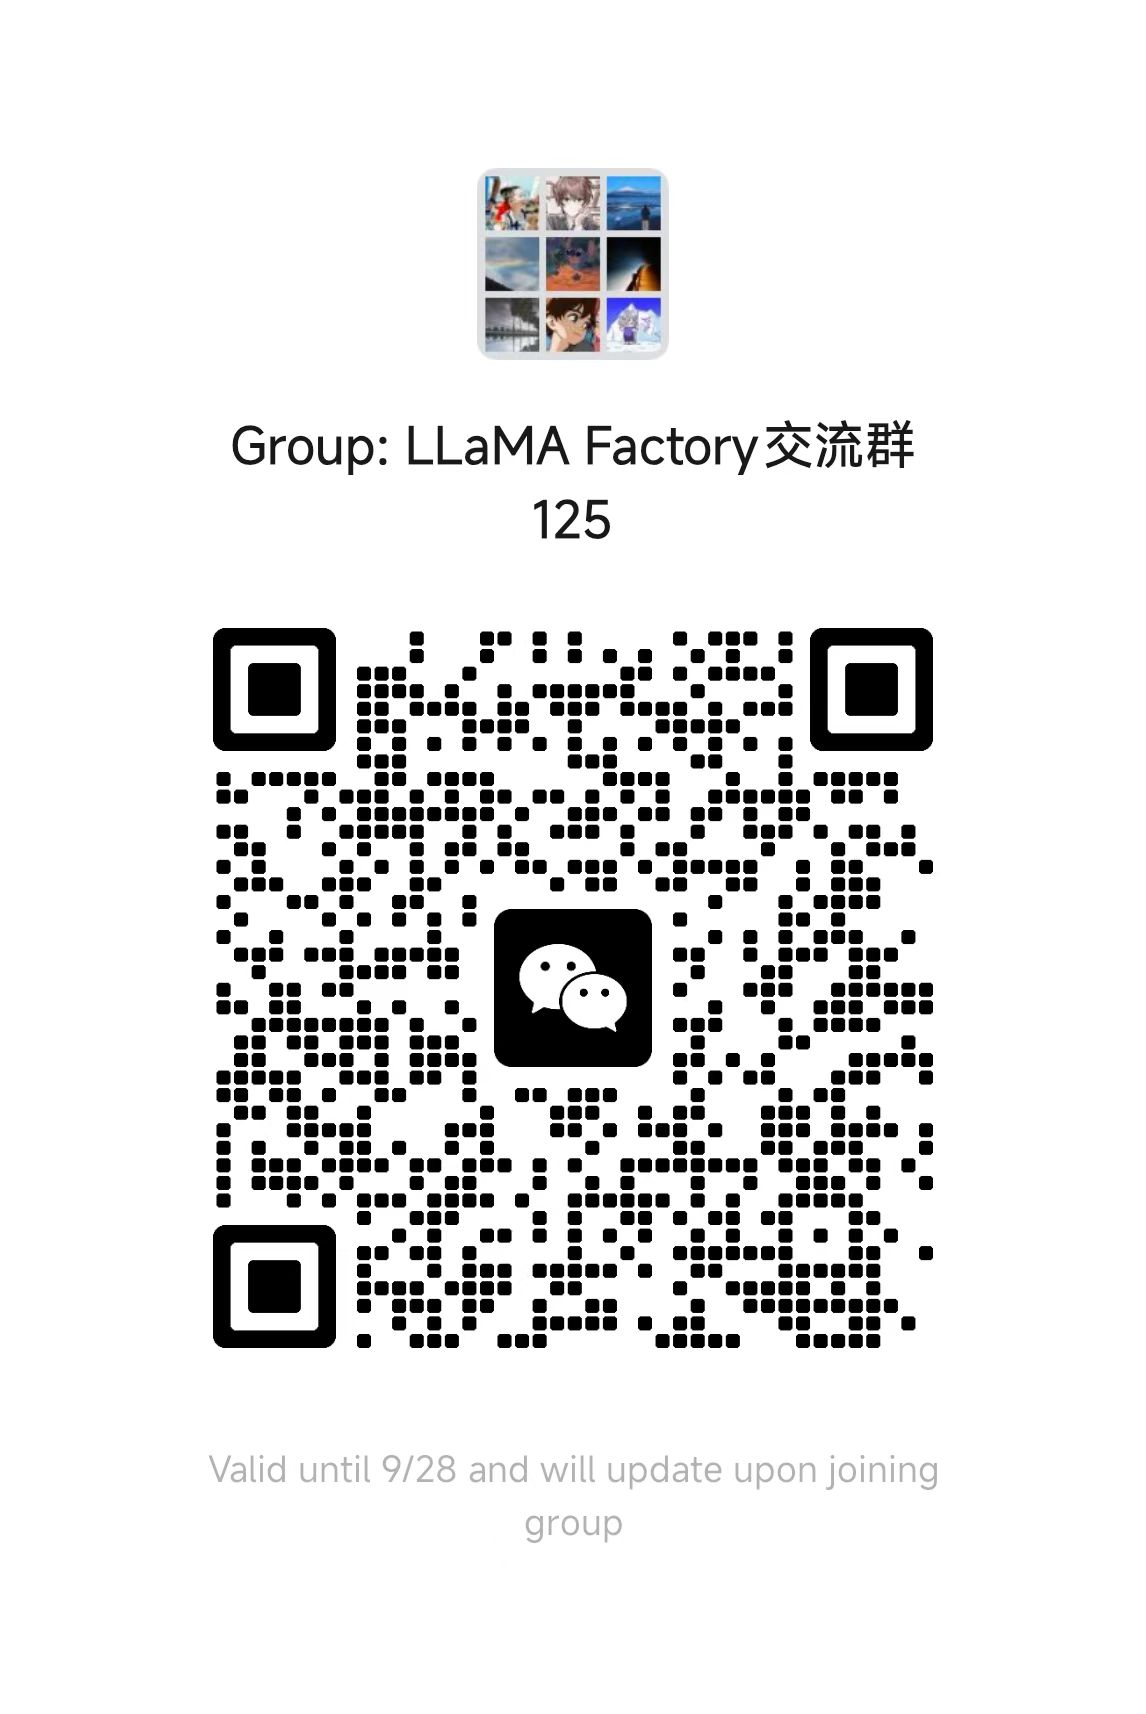 Group: LLaMA Factory交流群
125
Valid until 9/28 and will update upon joining
group